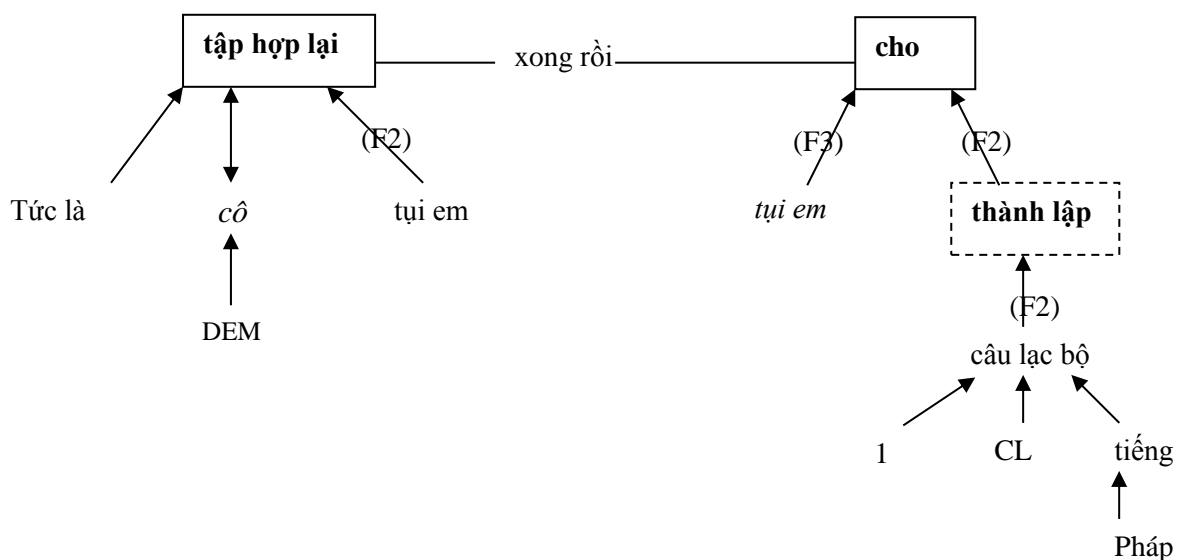 tập hợp lại xong rồi cho
(F2) (F3) (F2)
Tức là cô tụi em tụi em thành lập
(F2)
DEM
câu lạc bộ
1 CL tiếng
Pháp